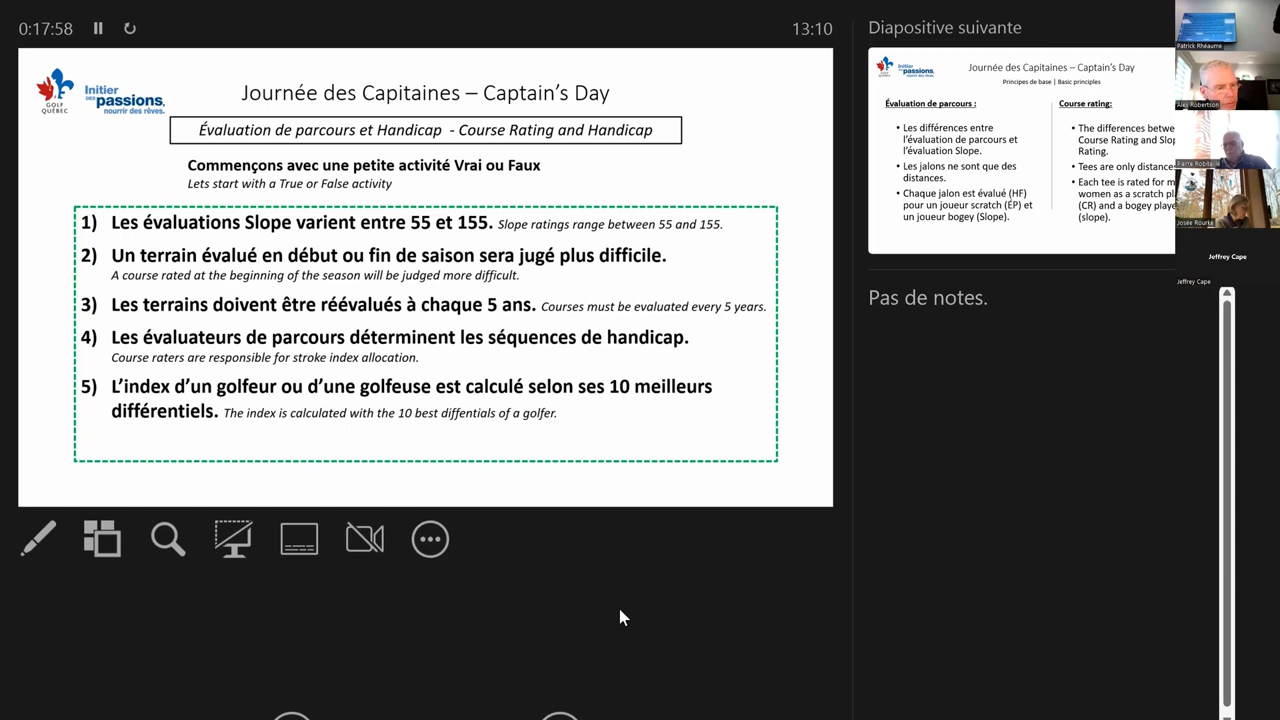 0:17:58
13:10
GOLF
QUÉBEC
Initier
DES passions,
nourrir des rêves.
Journée des Capitaines – Captain's Day
Évaluation de parcours et Handicap - Course Rating and Handicap
Commençons avec une petite activité Vrai ou Faux
Lets start with a True or False activity
1) Les évaluations Slope varient entre 55 et 155. Slope ratings range between 55 and 155.
2) Un terrain évalué en début ou fin de saison sera jugé plus difficile.
A course rated at the beginning of the season will be judged more difficult.
3) Les terrains doivent être réévalués à chaque 5 ans. Courses must be evaluated every 5 years.
4) Les évaluateurs de parcours déterminent les séquences de handicap.
Course raters are responsible for stroke index allocation.
5) L'index d'un golfeur ou d'une golfeuse est calculé selon ses 10 meilleurs
différentiels. The index is calculated with the 10 best diffentials of a golfer.
Diapositive suivante
Journée des Capitaines – Captain's Day
Principes de base | Basic principles
Évaluation de parcours :
• Les différences entre
l'évaluation de parcours et
l'évaluation Slope.
• Les jalons ne sont que des
distances.
• Chaque jalon est évalué (HF)
pour un joueur scratch (ÉP) et
un joueur bogey (Slope).
Course rating:
• The differences betwe
Course Rating and Slop
Rating.
• Tees are only distance
• Each tee is rated for m
women as a scratch pl
(CR) and a bogey playe
(slope).
Pas de notes.
Patrick Rhéaume
Alex Robertson
Pierre Robitaille
Josée Rourke
Jeffrey Cape
Jeffrey Cape